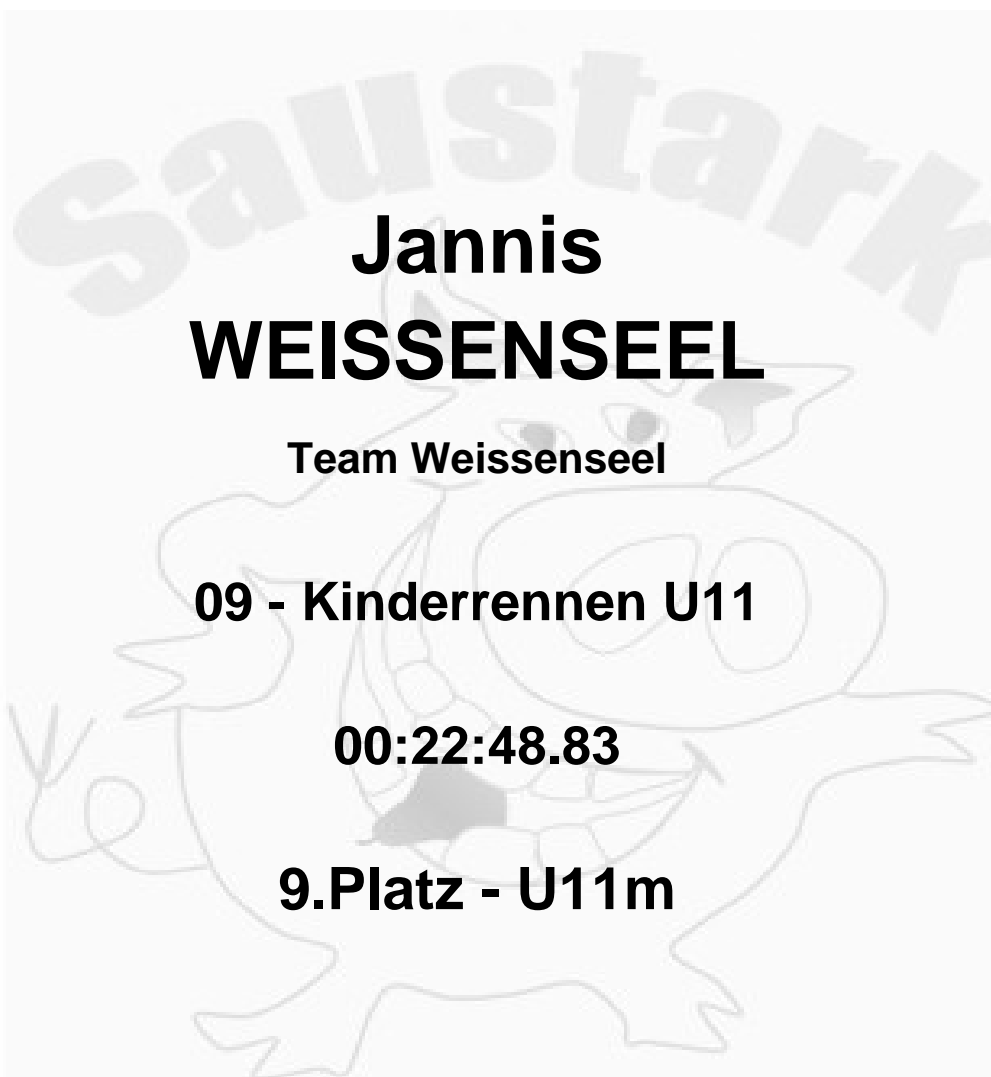 Saustark
Jannis
WEISSENSEEL
Team Weissenseel
09 - Kinderrennen U11
00:22:48.83
9.Platz - U11m